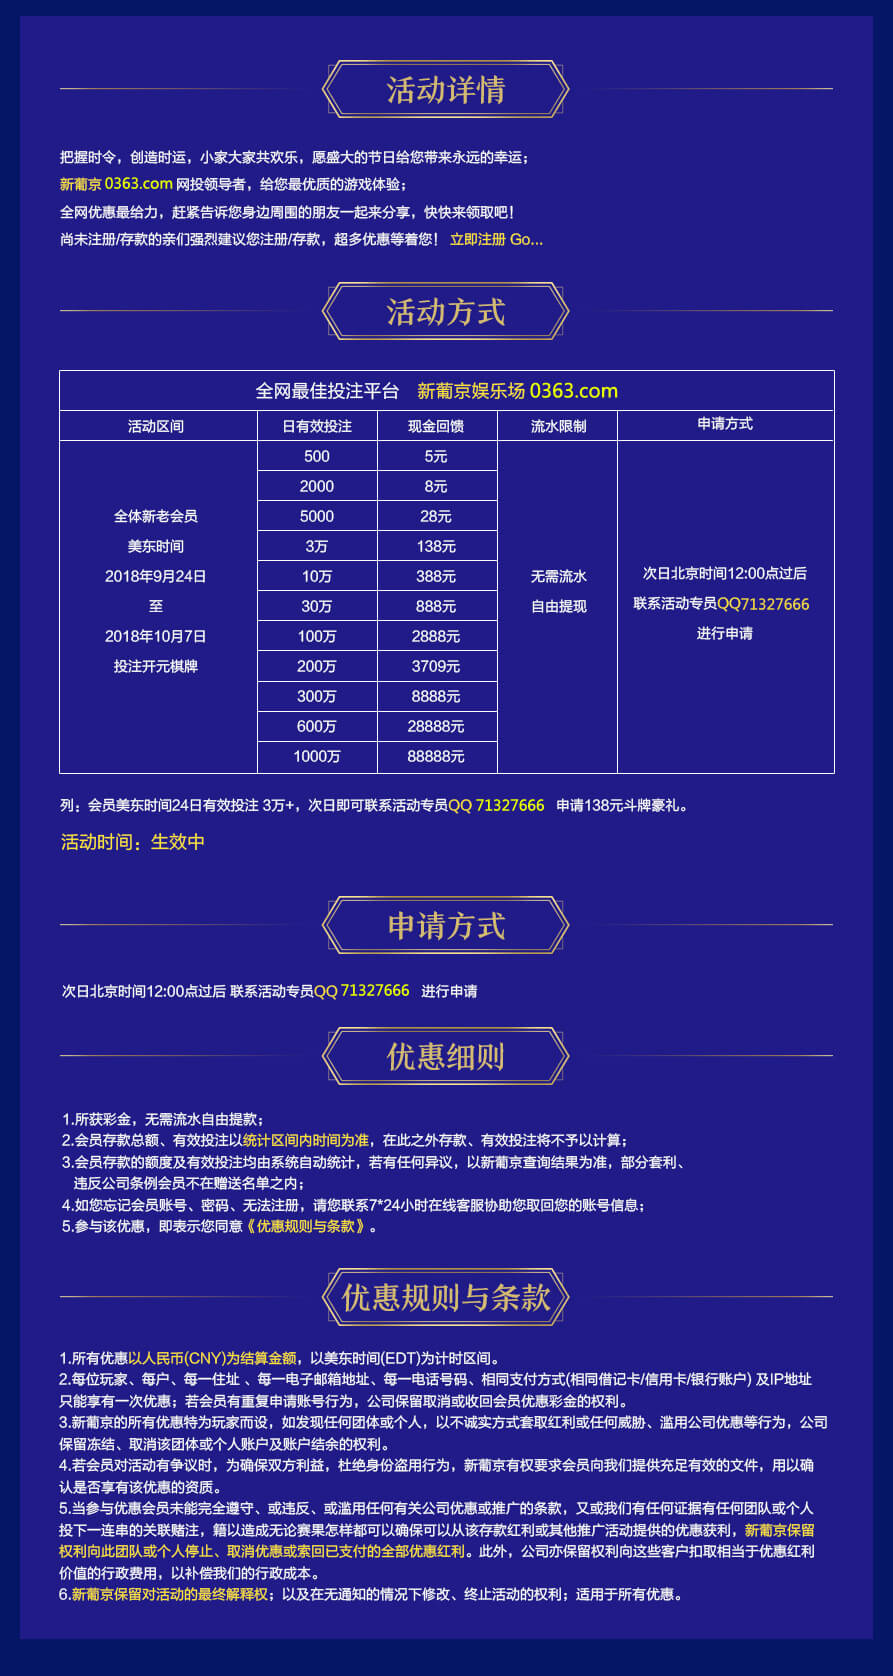 活动详情
把握时令，创造时运，小家大家共欢乐，愿盛大的节日给您带来永远的幸运；
新葡京 0363.com 网投领导者，给您最优质的游戏体验；
全网优惠最给力，赶紧告诉您身边周围的朋友一起来分享，快快来领取吧！
尚未注册/存款的亲们强烈建议您注册/存款，超多优惠等着您！ 立即注册 Go...
活动方式
全网最佳投注平台 新葡京娱乐场 0363.com
活动区间 日有效投注 现金回馈 流水限制 申请方式
500 5元
2000 8元
全体新老会员 5000 28元
美东时间 3万 138元
2018年9月24日 10万 388元 无需流水 次日北京时间12:00点过后
至 30万 888元 自由提现 联系活动专员QQ71327666
2018年10月7日 100万 2888元 进行申请
投注开元棋牌 200万 3709元
300万 8888元
600万 28888元
1000万 88888元
列：会员美东时间24日有效投注 3万+，次日即可联系活动专员QQ 71327666 申请138元斗牌豪礼。
活动时间：生效中
申请方式
次日北京时间12:00点过后 联系活动专员QQ 71327666 进行申请
优惠细则
1.所获彩金，无需流水自由提款；
2.会员存款总额、有效投注以统计区间内时间为准，在此之外存款、有效投注将不予以计算；
3.会员存款的额度及有效投注均由系统自动统计，若有任何异议，以新葡京查询结果为准，部分套利、
违反公司条例会员不在赠送名单之内；
4.如您忘记会员账号、密码、无法注册，请您联系7*24小时在线客服协助您取回您的账号信息；
5.参与该优惠，即表示您同意《优惠规则与条款》。
优惠规则与条款
1.所有优惠以人民币(CNY)为结算金额，以美东时间(EDT)为计时区间。
2.每位玩家、每户、每一住址 、每一电子邮箱地址、每一电话号码、相同支付方式(相同借记卡/信用卡/银行账户) 及IP地址
只能享有一次优惠；若会员有重复申请账号行为，公司保留取消或收回会员优惠彩金的权利。
3.新葡京的所有优惠特为玩家而设，如发现任何团体或个人，以不诚实方式套取红利或任何威胁、滥用公司优惠等行为，公司
保留冻结、取消该团体或个人账户及账户结余的权利。
4.若会员对活动有争议时，为确保双方利益，杜绝身份盗用行为，新葡京有权要求会员向我们提供充足有效的文件，用以确
认是否享有该优惠的资质。
5.当参与优惠会员未能完全遵守、或违反、或滥用任何有关公司优惠或推广的条款，又或我们有任何证据有任何团队或个人
投下一连串的关联赌注，籍以造成无论赛果怎样都可以确保可以从该存款红利或其他推广活动提供的优惠获利，新葡京保留
权利向此团队或个人停止、取消优惠或索回已支付的全部优惠红利。此外，公司亦保留权利向这些客户扣取相当于优惠红利
价值的行政费用，以补偿我们的行政成本。
6.新葡京保留对活动的最终解释权；以及在无通知的情况下修改、终止活动的权利；适用于所有优惠。